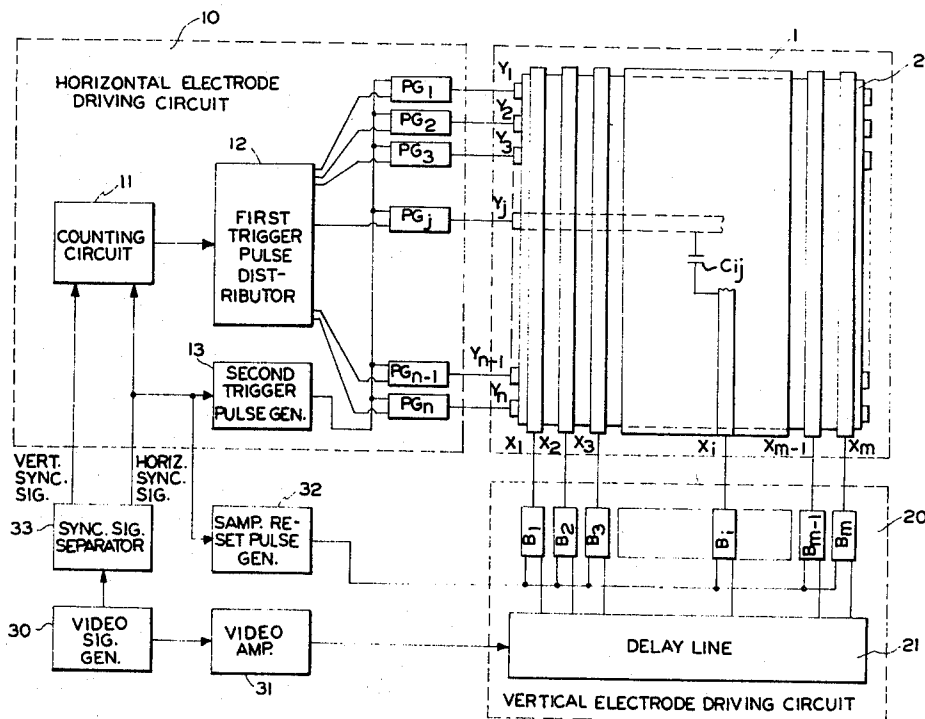 10
1
2
HORIZONTAL ELECTRODE
DRIVING CIRCUIT
12
11
COUNTING
CIRCUIT
FIRST
TRIGGER
PULSE
DIST-
RIBUTOR
13
SECOND
TRIGGER
PULSE GEN.
PG1
PG2
PG3
PGj
PGn-1
PGn
Y1
Y2
Y3
Yj
Yn-1
Yn
Cij
X1
X2
X3
Xi
Xm-1
Xm
VERT.
SYNC.
SIG.
HORIZ.
SYNC.
SIG.
33
SYNC. SIG.
SEPARATOR
32
SAMP. RE-
SET PULSE
GEN.
20
B1
B2
B3
Bi
Bm-1
Bm
30
VIDEO
SIG.
GEN.
VIDEO
AMP.
31
DELAY LINE
21
VERTICAL ELECTRODE DRIVING CIRCUIT